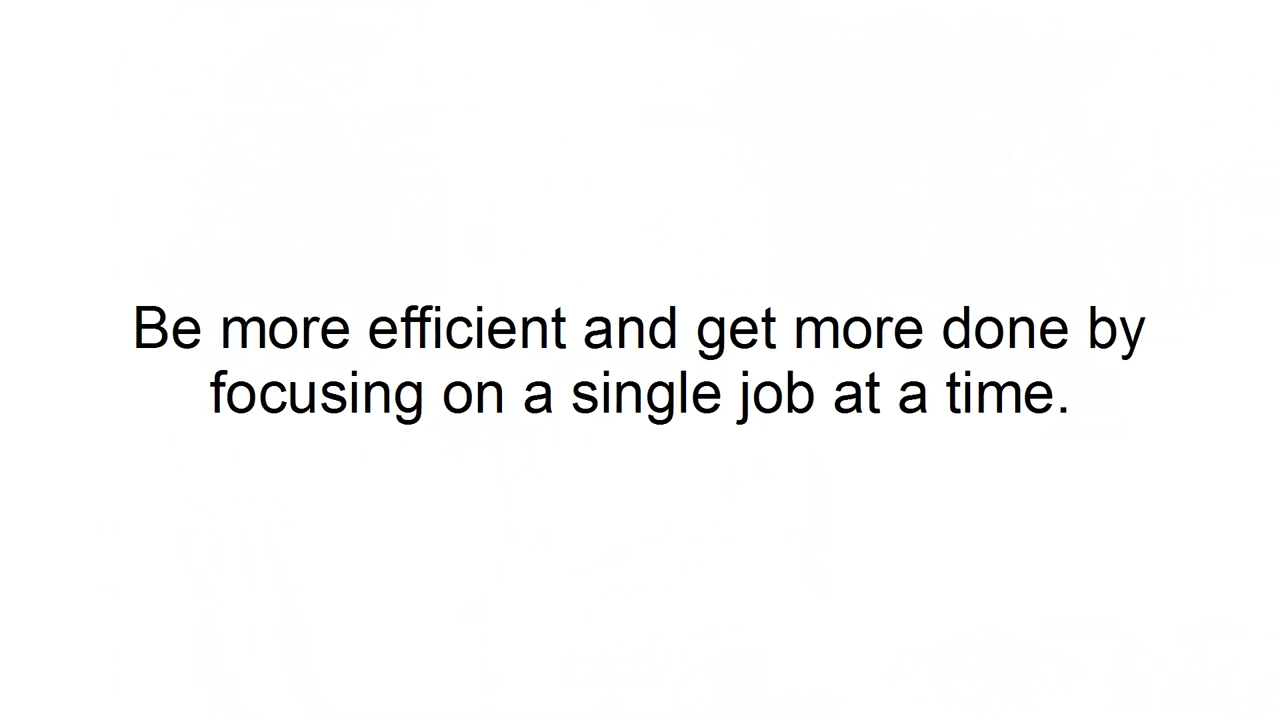 Be more efficient and get more done by
focusing on a single job at a time.